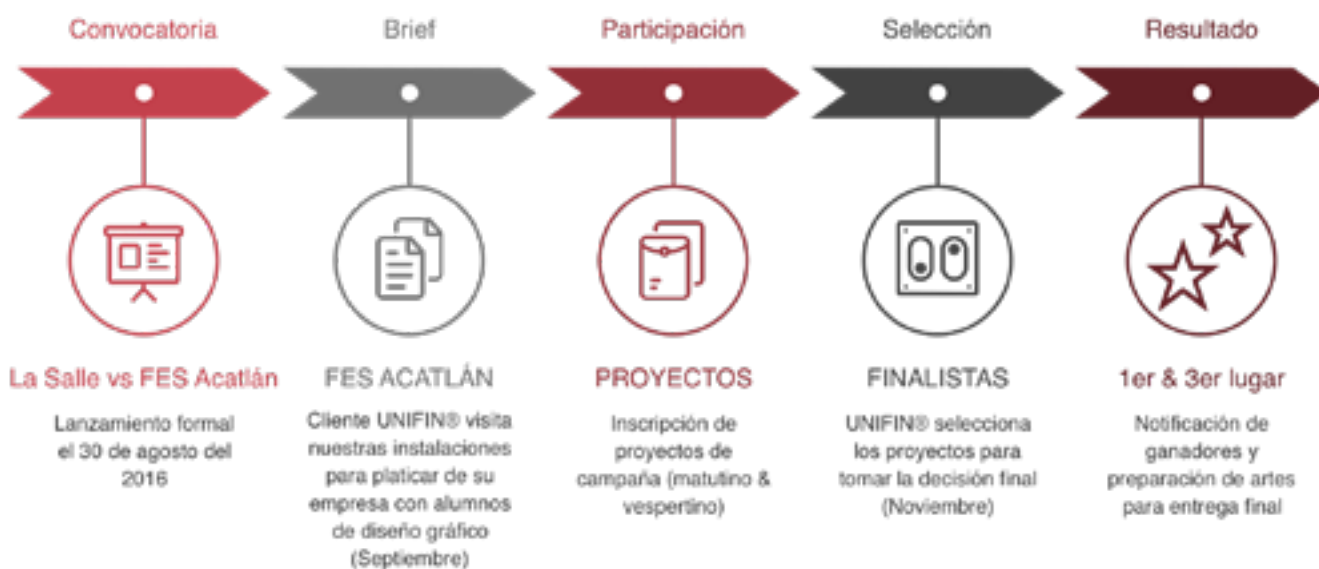 Convocatoria
Brief
Participación
Selección
Resultado
La Salle vs FES Acatlán
Lanzamiento formal
el 30 de agosto del
2016
FES ACATLÁN
Cliente UNIFIN® visita
nuestras instalaciones
para platicar de su
empresa con alumnos
de diseño gráfico
(Septiembre)
PROYECTOS
Inscripción de
proyectos de
campaña (matutino &
vespertino)
FINALISTAS
UNIFIN® selecciona
los proyectos para
tomar la decisión final
(Noviembre)
1er & 3er lugar
Notificación de
ganadores y
preparación de artes
para entrega final